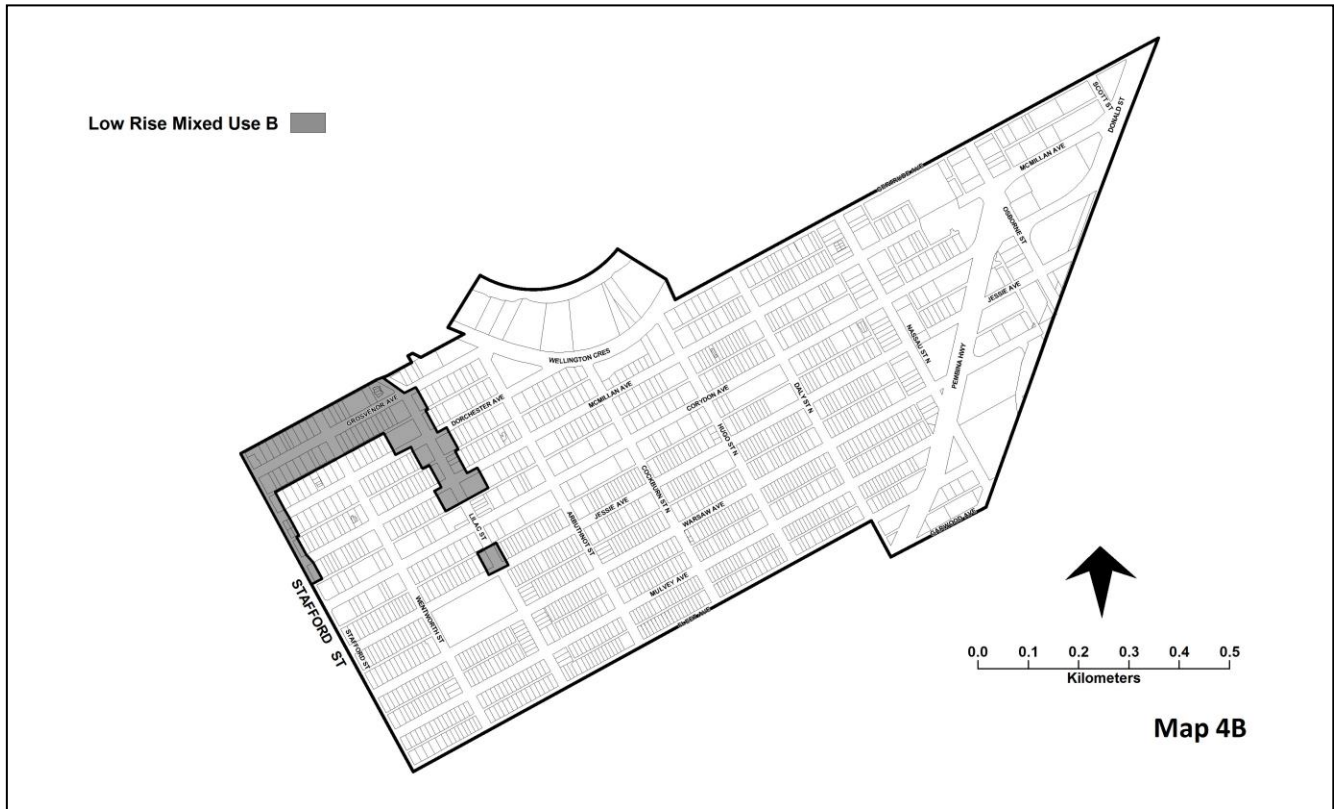 Low Rise Mixed Use B
SCOTT ST
DONALD ST
MCMILLAN AVE
OSBORNE ST
JESSIE AVE
NASSAU ST N
PEMBINA HWY
WELLINGTON CRES
MCMILLAN AVE
CORYDON AVE
DALY ST N
HUGO ST N
GROSVENOR AVE
DORCHESTER AVE
COCKBURN ST N
JESSIE AVE
WARSAW AVE
LILAC ST
ARBUTHNOT ST
GARWOOD AVE
MULVEY AVE
WENTWORTH ST
STAFFORD ST
STAFFORD ST
0.0 0.1 0.2 0.3 0.4 0.5
Kilometers
Map 4B